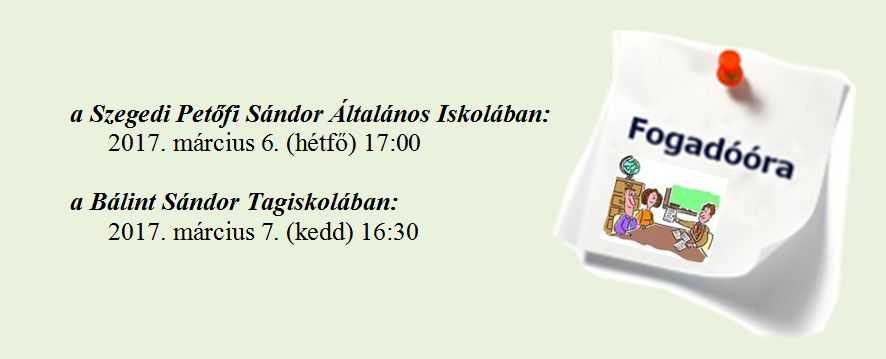 a Szegedi Petőfi Sándor Általános Iskolában:
2017. március 6. (hétfő) 17:00
a Bálint Sándor Tagiskolában:
2017. március 7. (kedd) 16:30
Fogadóóra